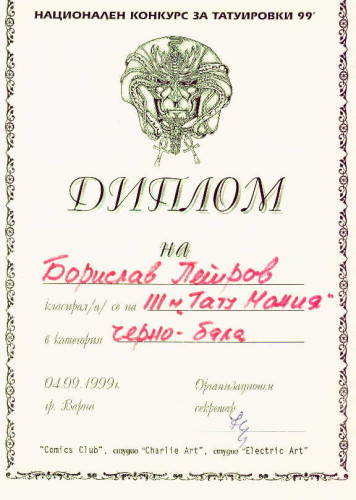 НАЦИОНАЛЕН КОНКУРС ЗА ТАТУИРОВКИ 99'
ДИПЛОМ
на
Борислав Петров
класирал/а/ се на III м "Тату Мания"
в категория черно-бяла
04.09.1999г. Организационен
гр. Варна секретар
"Comics Club", студио "Charlie Art", студио "Electric Art"